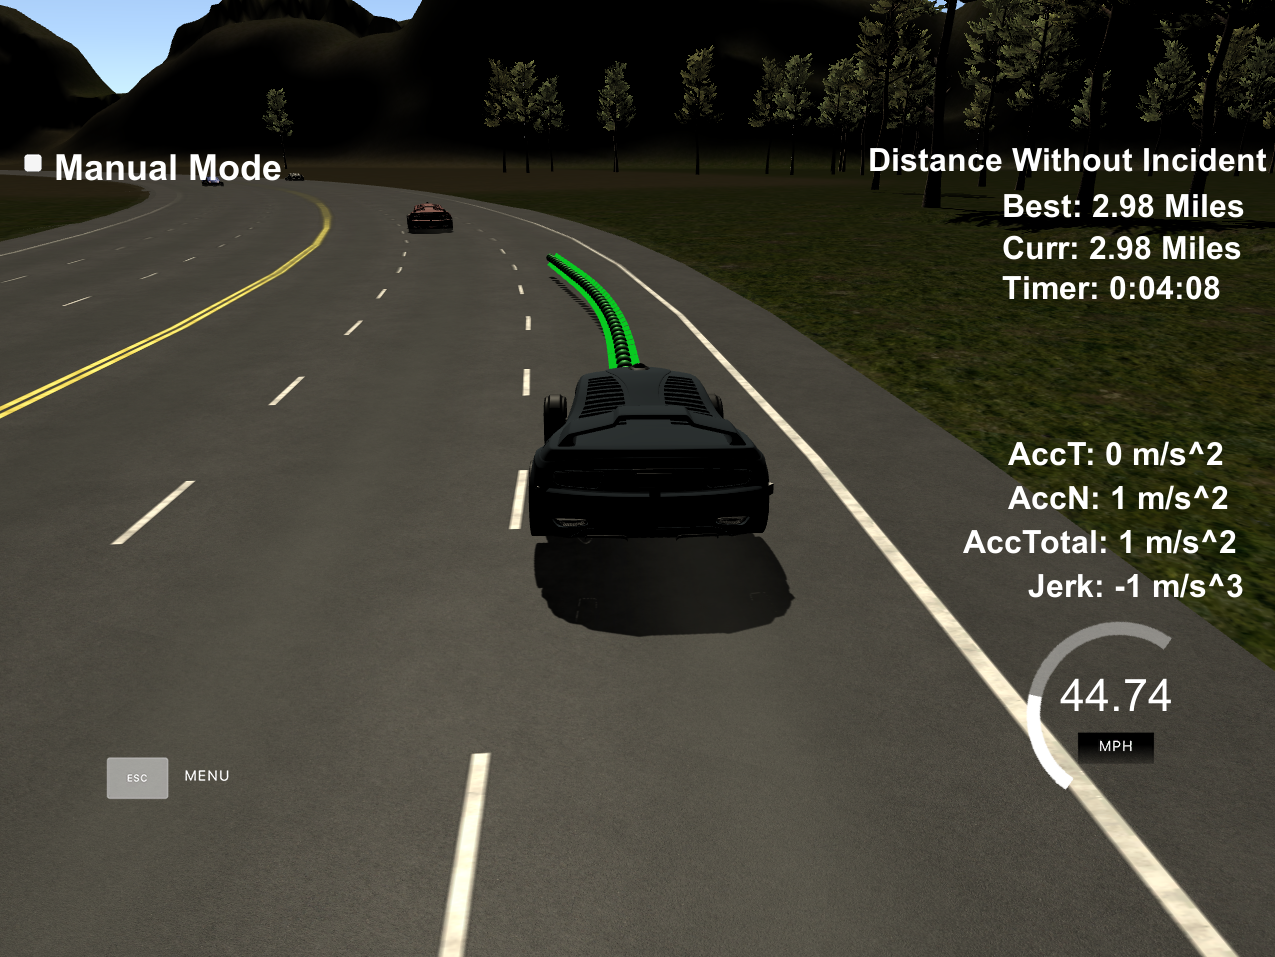 Manual Mode
Distance Without Incident
Best: 2.98 Miles
Curr: 2.98 Miles
Timer: 0:04:08
AccT: 0 m/s^2
AccN: 1 m/s^2
AccTotal: 1 m/s^2
Jerk: -1 m/s^3
44.74
MPH
ESC MENU